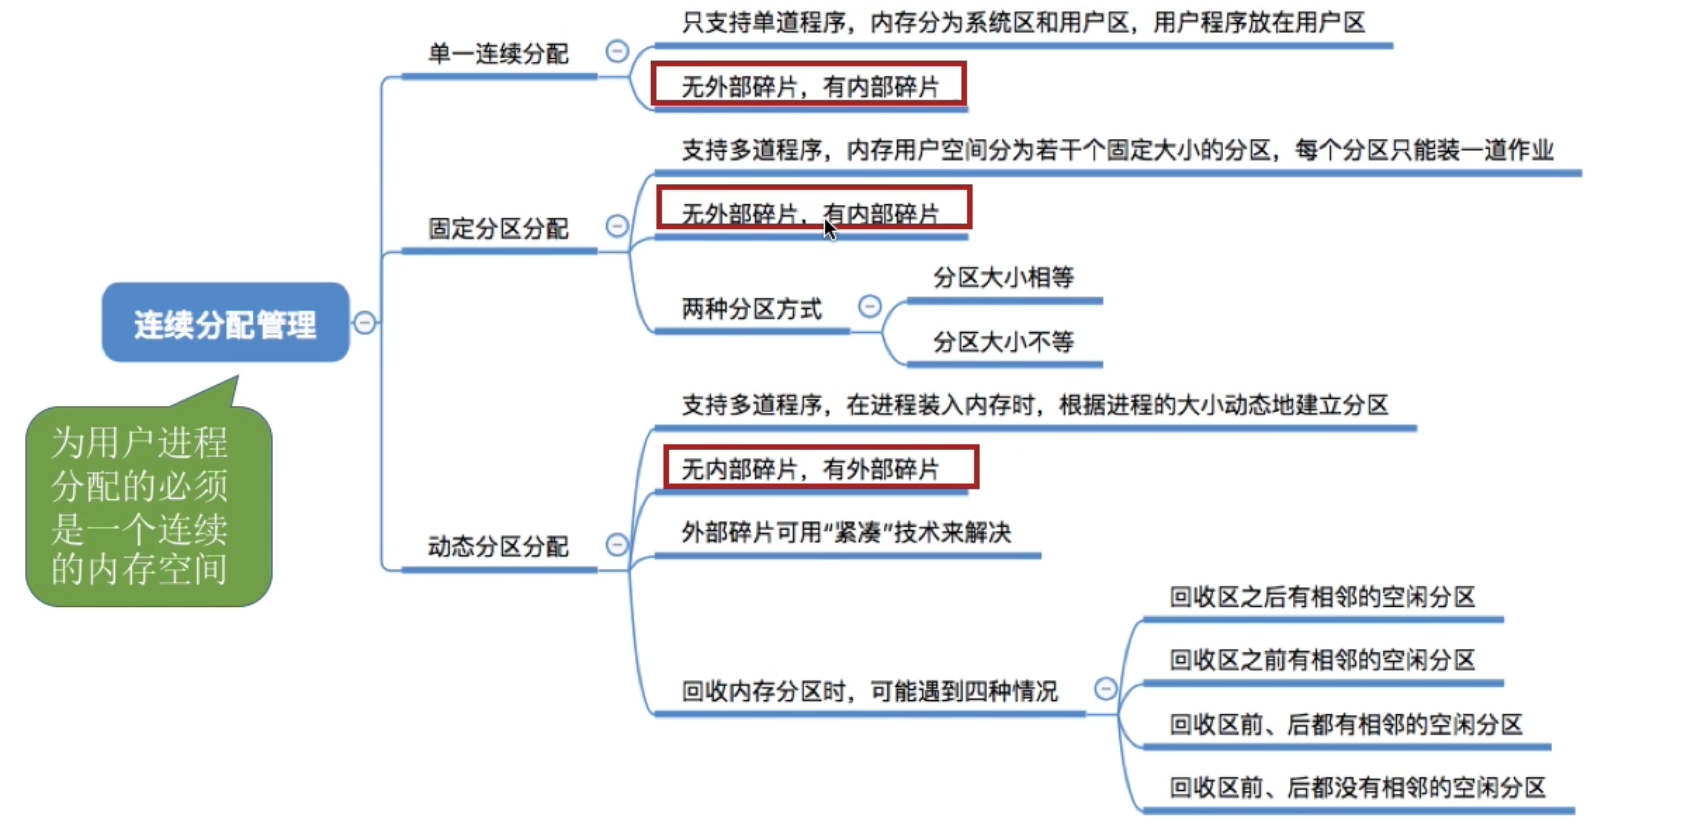 只支持单道程序，内存分为系统区和用户区，用户程序放在用户区
单一连续分配
无外部碎片，有内部碎片
支持多道程序，内存用户空间分为若干个固定大小的分区，每个分区只能装一道作业
无外部碎片，有内部碎片
固定分区分配
分区大小相等
两种分区方式
分区大小不等
连续分配管理
为用户进程
分配的必须
是一个连续
的内存空间
支持多道程序，在进程装入内存时，根据进程的大小动态地建立分区
无内部碎片，有外部碎片
外部碎片可用“紧凑”技术来解决
动态分区分配
回收区之后有相邻的空闲分区
回收区之前有相邻的空闲分区
回收内存分区时，可能遇到四种情况
回收区前、后都有相邻的空闲分区
回收区前、后都没有相邻的空闲分区